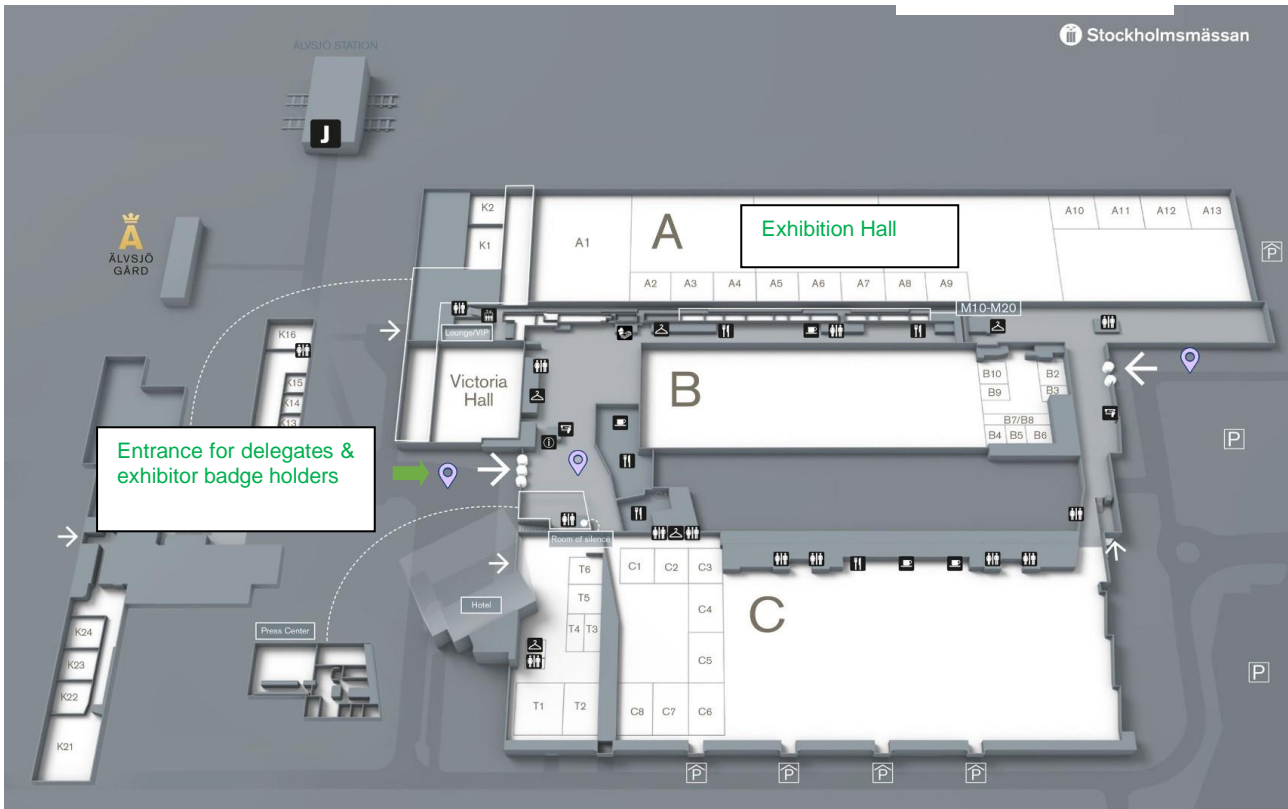 Stockholmsmässan
ÄLVSJÖ STATION
J
Ä
ÄLVSJÖ
GÅRD
K2
K1
A1
A
Exhibition Hall
A10 A11 A12 A13
A2 A3 A4 A5 A6 A7 A8 A9
M10-M20
P
Lounge/VIP
K16
K15
K14
K13
Victoria
Hall
B
B10
B9
B2
B3
B7/B8
B4 B5 B6
i
P
Entrance for delegates &
exhibitor badge holders
Room of silence
T6
T5
T4 T3
T1 T2
C1 C2 C3
C4
C5
C8 C7 C6
C
Hotel
Press Center
K24
K23
K22
K21
P
P P P P